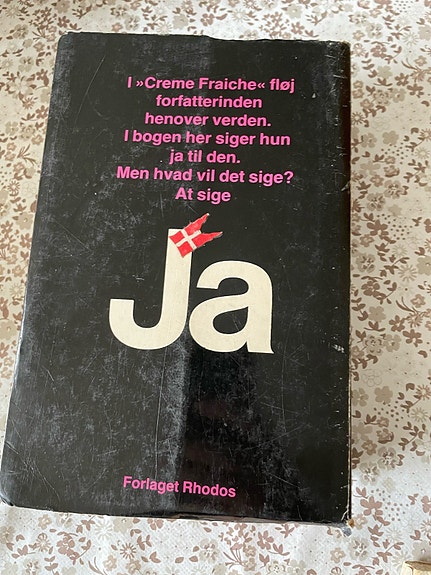 I »Creme Fraiche« fløj
forfatterinden
henover verden.
I bogen her siger hun
ja til den.
Men hvad vil det sige?
At sige
Ja
Forlaget Rhodos